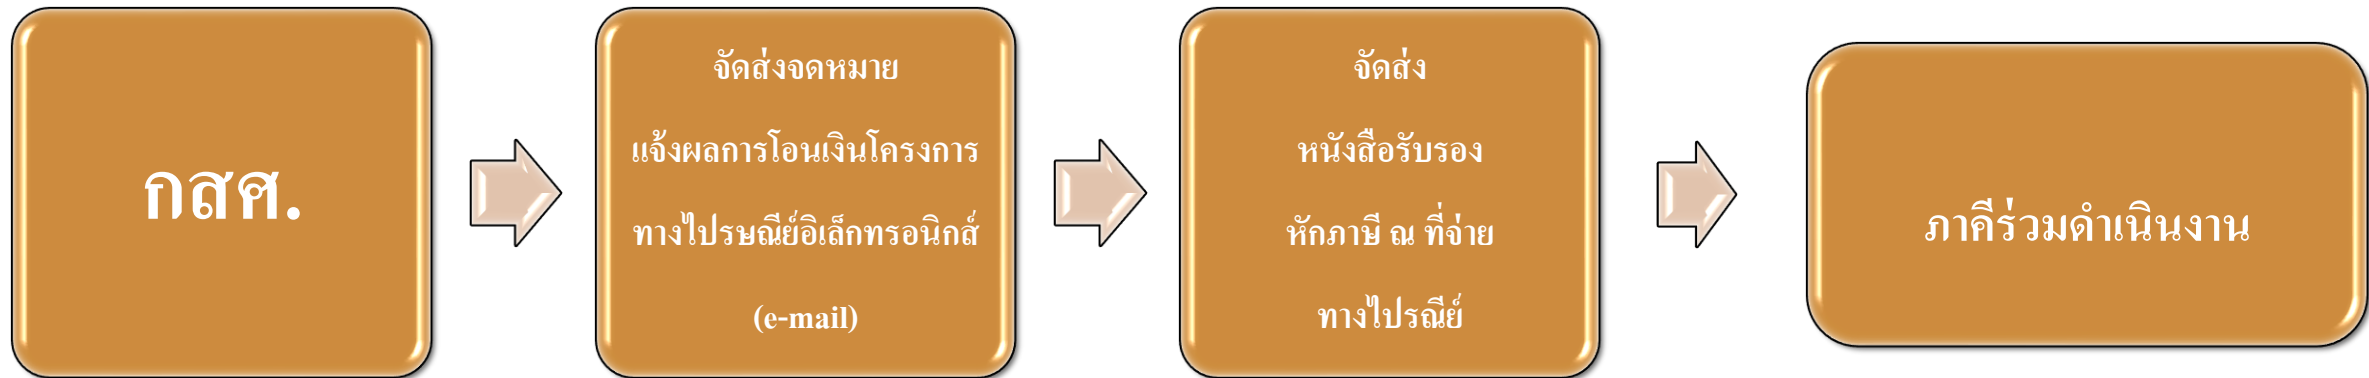 กสศ.
จัดส่งจดหมาย
แจ้งผลการโอนเงินโครงการ
ทางไปรษณีย์อิเล็กทรอนิกส์
(e-mail)
จัดส่ง
หนังสือรับรอง
หักภาษี ณ ที่จ่าย
ทางไปรณีย์
ภาคีร่วมดำเนินงาน